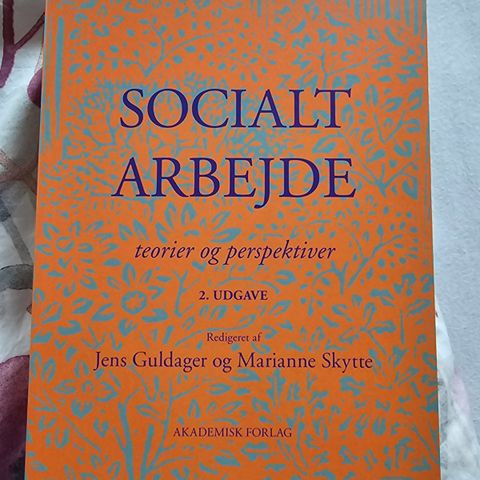 SOCIALT
ARBEJDE
teorier og perspektiver
2. UDGAVE
Redigeret af
Jens Guldager og Marianne Skytte
AKADEMISK FORLAG